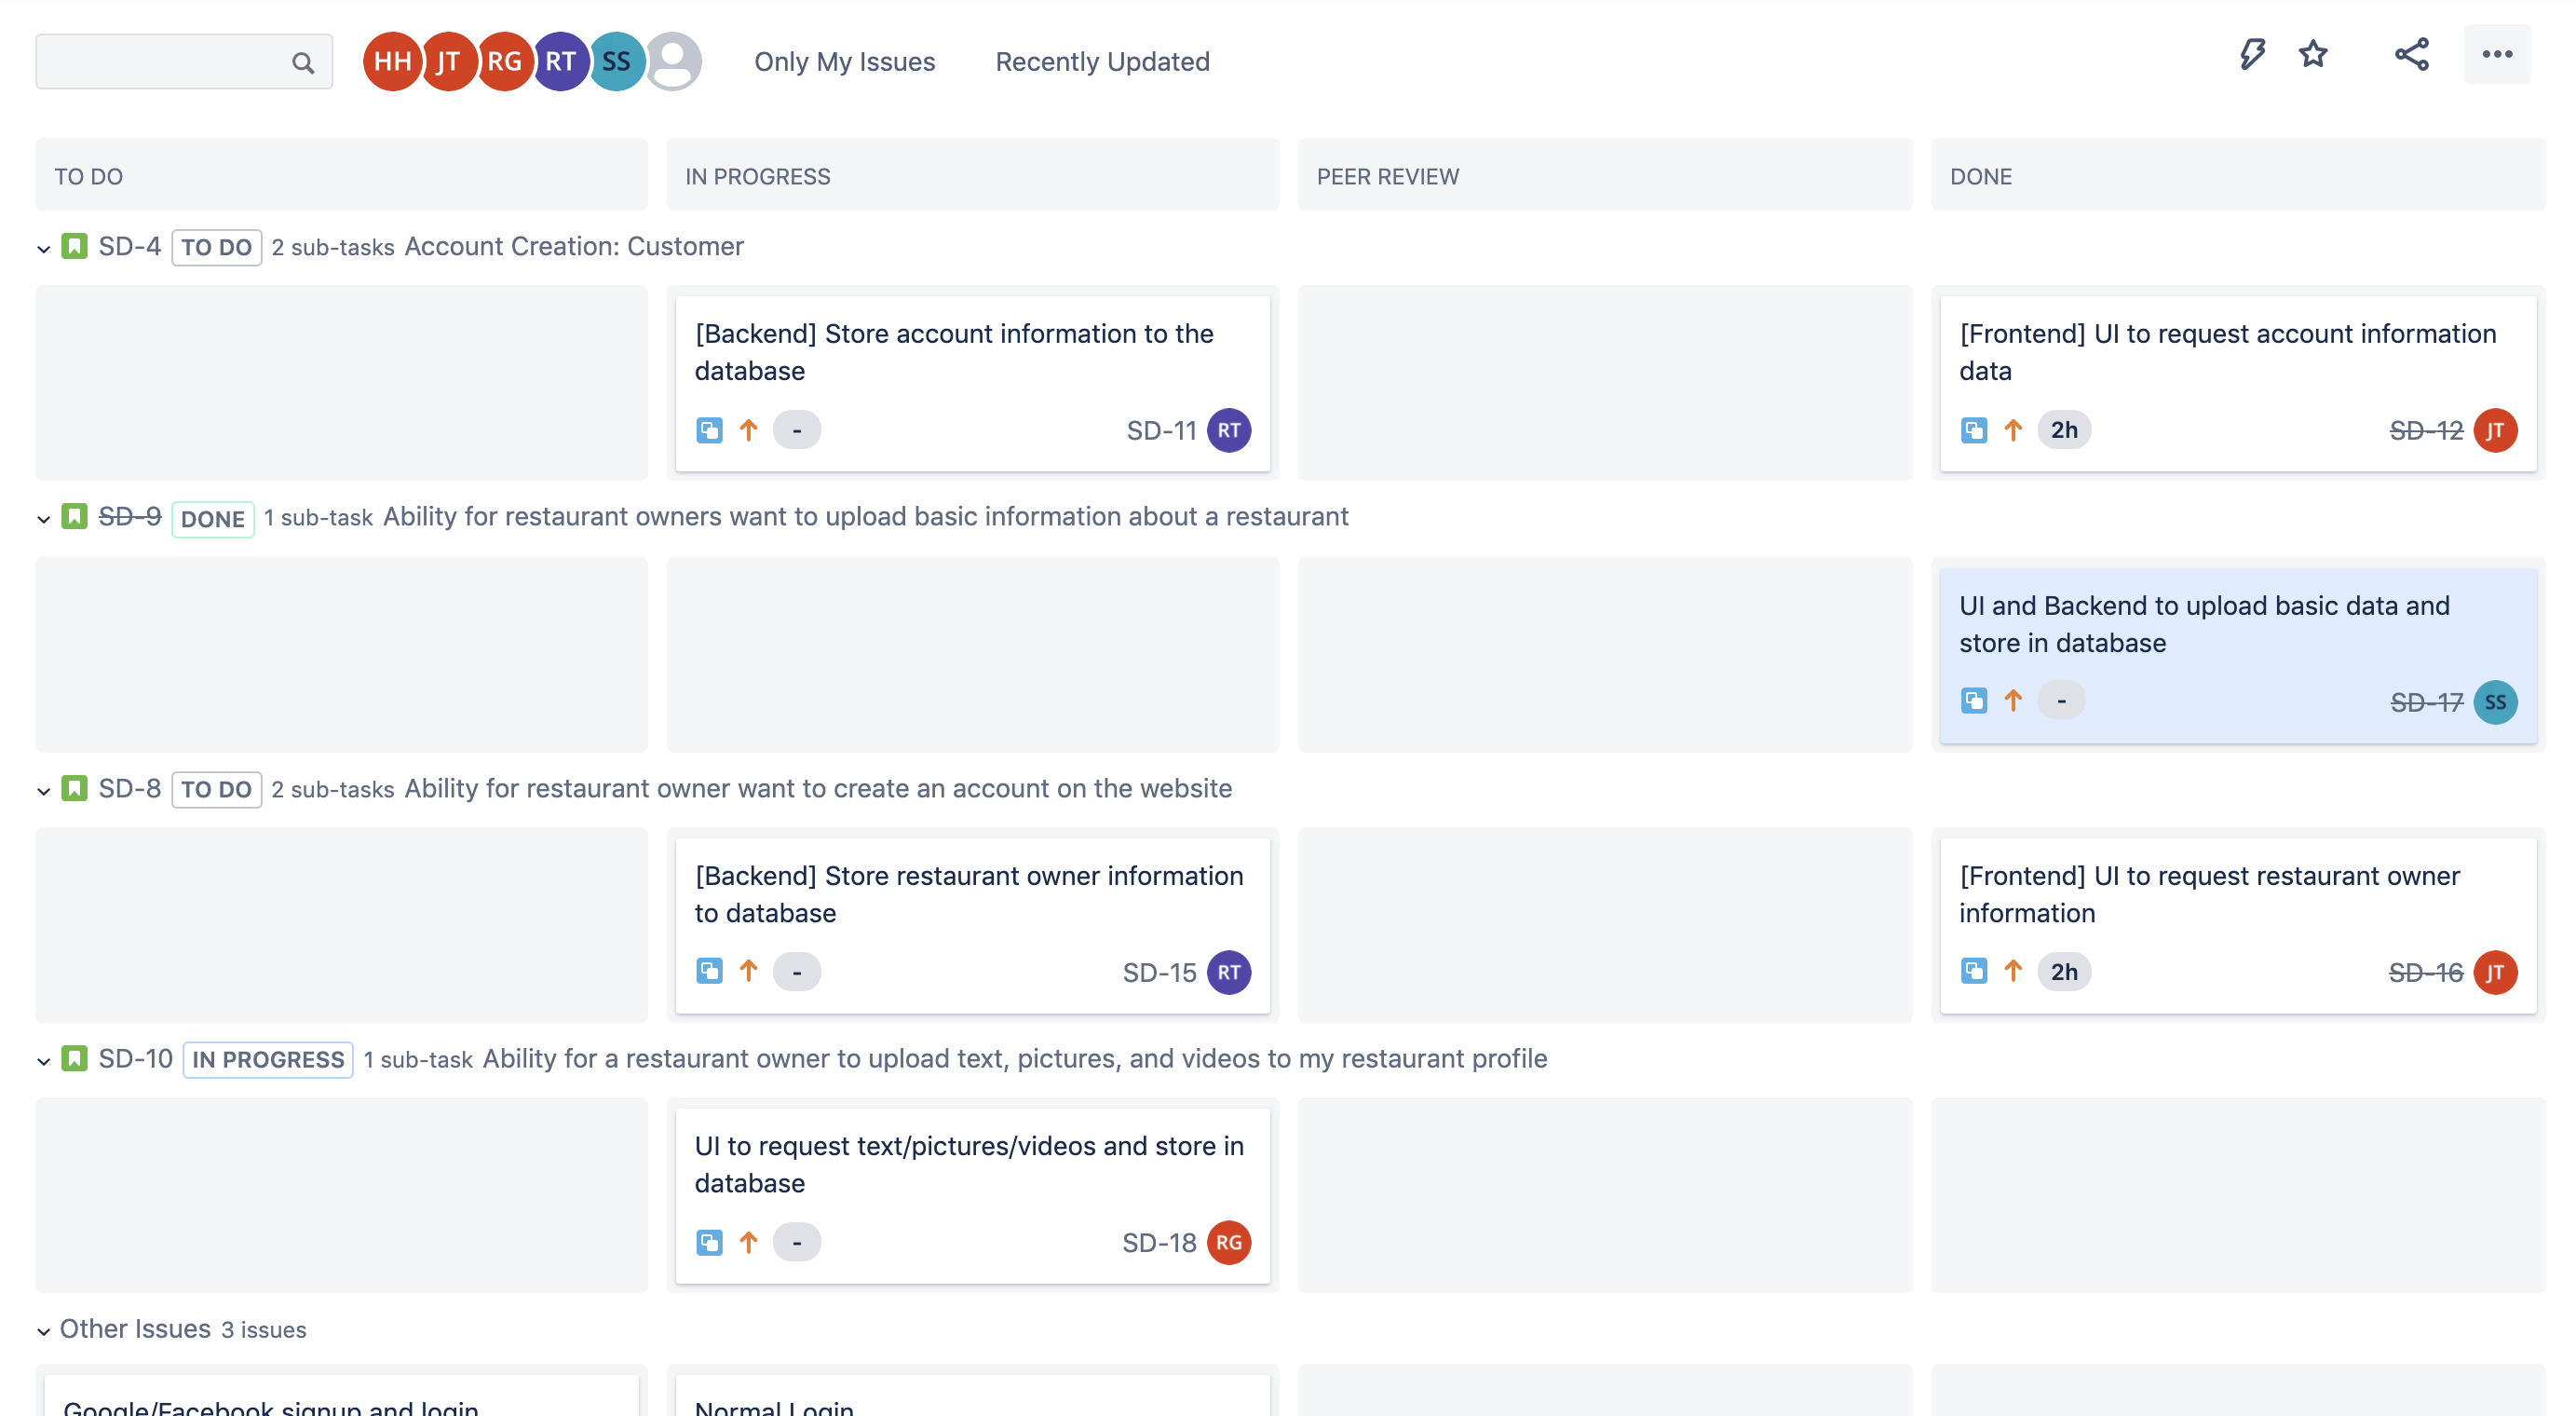 HH JT RG RT SS Only My Issues Recently Updated
TO DO IN PROGRESS PEER REVIEW DONE
SD-4 TO DO 2 sub-tasks Account Creation: Customer
[Backend] Store account information to the
database
- SD-11 RT
[Frontend] UI to request account information
data
2h SD-12 JT
SD-9 DONE 1 sub-task Ability for restaurant owners want to upload basic information about a restaurant
UI and Backend to upload basic data and
store in database
- SD-17 SS
SD-8 TO DO 2 sub-tasks Ability for restaurant owner want to create an account on the website
[Backend] Store restaurant owner information
to database
- SD-15 RT
[Frontend] UI to request restaurant owner
information
2h SD-16 JT
SD-10 IN PROGRESS 1 sub-task Ability for a restaurant owner to upload text, pictures, and videos to my restaurant profile
UI to request text/pictures/videos and store in
database
- SD-18 RG
Other Issues 3 issues
Google/Facebook signup and login
Normal Login